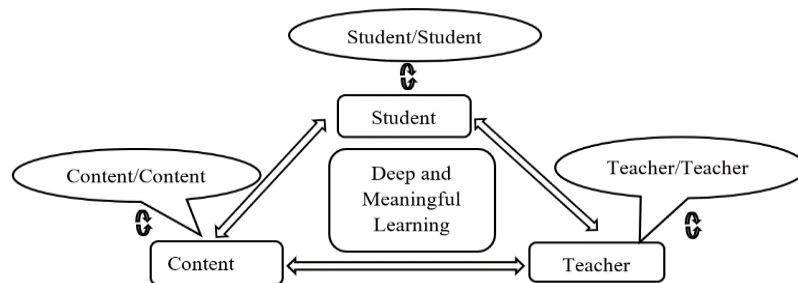 Student/Student
Student
Content/Content
Deep and
Meaningful
Learning
Teacher/Teacher
Content
Teacher